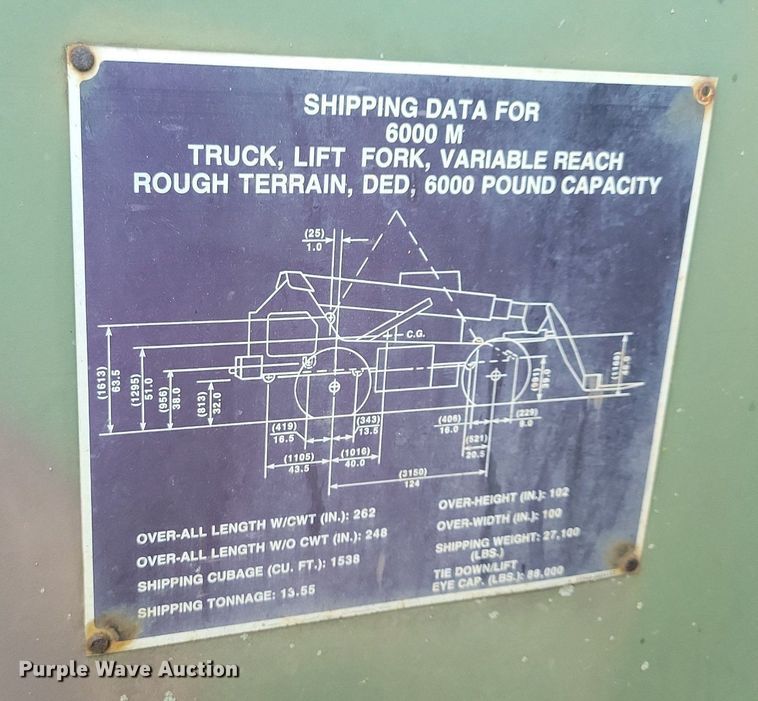 SHIPPING DATA FOR
6000 M
TRUCK, LIFT FORK, VARIABLE REACH
ROUGH TERRAIN, DED, 6000 POUND CAPACITY
(25)
1.0
C.G.
(1613)
63.5
(1295)
51.0
(956)
38.0
(813)
32.0
(991)
39.0
(419)
16.5
(343)
13.5
(406)
16.0
(229)
9.0
(521)
20.5
(1105)
43.5
(1016)
40.0
(3150)
124
OVER-ALL LENGTH W/CWT (IN.): 262
OVER-ALL LENGTH W/O CWT (IN.): 248
SHIPPING CUBAGE (CU. FT.): 1538
SHIPPING TONNAGE: 13.55
OVER-HEIGHT (IN.): 102
OVER-WIDTH (IN.): 100
SHIPPING WEIGHT: 27,100
(LBS.)
TIE DOWN/LIFT
EYE CAP. (LBS.):
Purple Wave Auction